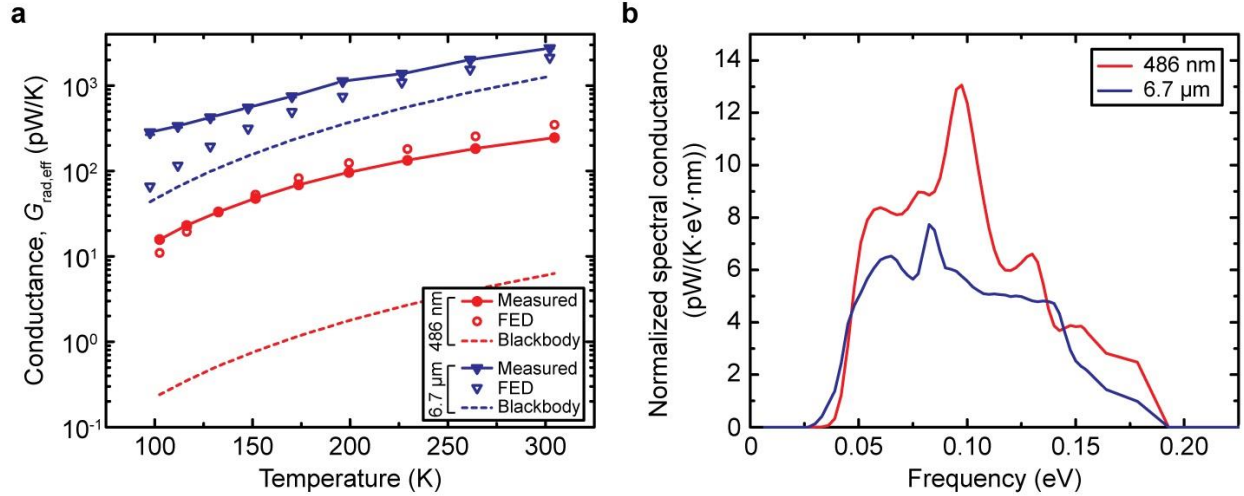 a
Conductance, G_rad,eff (pW/K)
10^3
10^2
10^1
10^0
10^-1
100 150 200 250 300
Temperature (K)
486 nm
Measured
FED
Blackbody
6.7 μm
Measured
FED
Blackbody
b
Normalized spectral conductance
(pW/(K·eV·nm))
14
12
10
8
6
4
2
0
0 0.05 0.10 0.15 0.20
Frequency (eV)
486 nm
6.7 μm